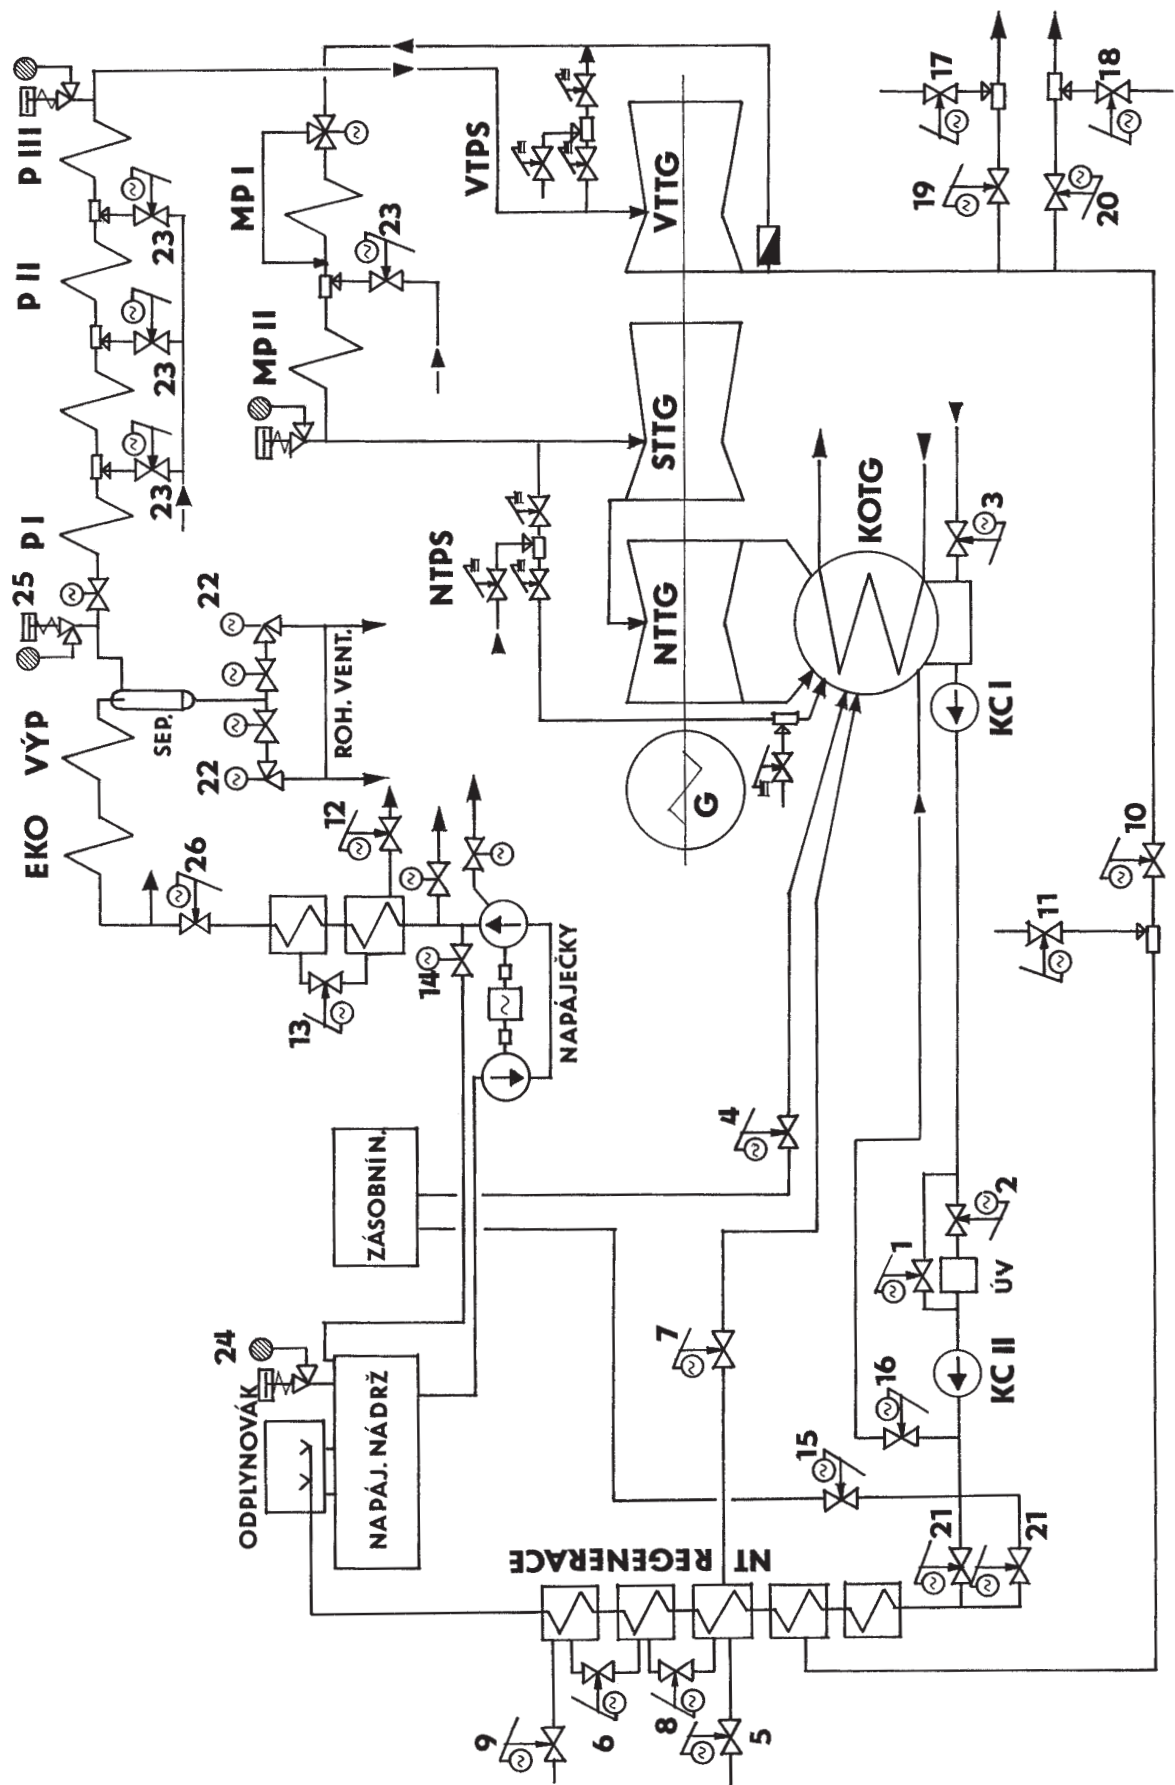 EKO VÝP
25
P I
P II
P III
SEP.
23
23
23
26
22
22
MP I
ODPLYNOVÁK
24
MP II
13
12
ROH. VENT.
23
NAPÁJ. NÁDRŽ
ZÁSOBNÍ N.
14
NTPS
VTPS
9
NAPÁJEČKY
6
NT REGENERACE
8
7
NTTG
STTG
VTTG
5
4
G
15
KOTG
16
1
19
17
21
ÚV
KC II
2
KC I
3
21
11
20
18
10